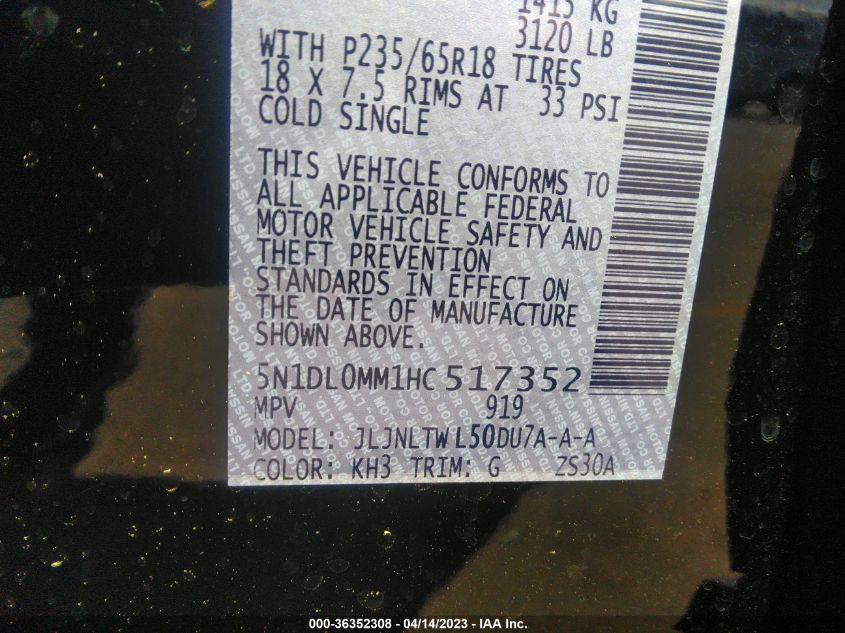 1415 KG
3120 LB
WITH P235/65R18 TIRES
18 X 7.5 RIMS AT 33 PSI
COLD SINGLE
THIS VEHICLE CONFORMS TO
ALL APPLICABLE FEDERAL
MOTOR VEHICLE SAFETY AND
THEFT PREVENTION
STANDARDS IN EFFECT ON
THE DATE OF MANUFACTURE
SHOWN ABOVE.
5N1DL0MM1HC517352
MPV 919
MODEL: JLJNLTWL50DU7A-A-A
COLOR: KH3 TRIM: G ZS30A
000-36352308 - 04/14/2023 - IAA Inc.